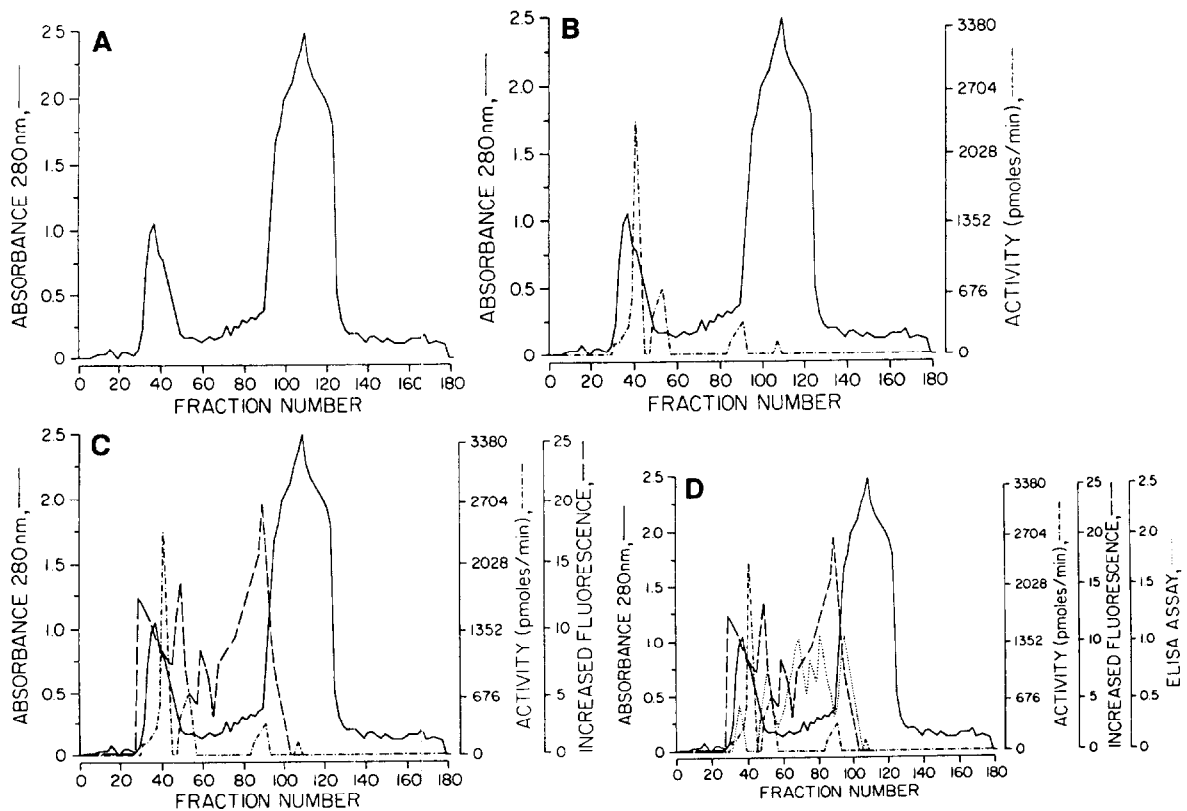 A
ABSORBANCE 280nm, ___
2.5
2.0
1.5
1.0
0.5
0
0 20 40 60 80 100 120 140 160 180
FRACTION NUMBER
B
ABSORBANCE 280nm, ___
2.5
2.0
1.5
1.0
0.5
0
0 20 40 60 80 100 120 140 160 180
FRACTION NUMBER
3380
2704
2028
1352
676
0
ACTIVITY (pmoles/min),
C
ABSORBANCE 280nm, ___
2.5
2.0
1.5
1.0
0.5
0
0 20 40 60 80 100 120 140 160 180
FRACTION NUMBER
3380
2704
2028
1352
676
0
ACTIVITY (pmoles/min),
25
20
15
10
5
0
INCREASED FLUORESCENCE,
D
ABSORBANCE 280nm, ___
2.5
2.0
1.5
1.0
0.5
0
0 20 40 60 80 100 120 140 160 180
FRACTION NUMBER
3380
2704
2028
1352
676
0
ACTIVITY (pmoles/min),
25
20
15
10
5
0
INCREASED FLUORESCENCE,
2.5
2.0
1.5
1.0
0.5
0
ELISA ASSAY,